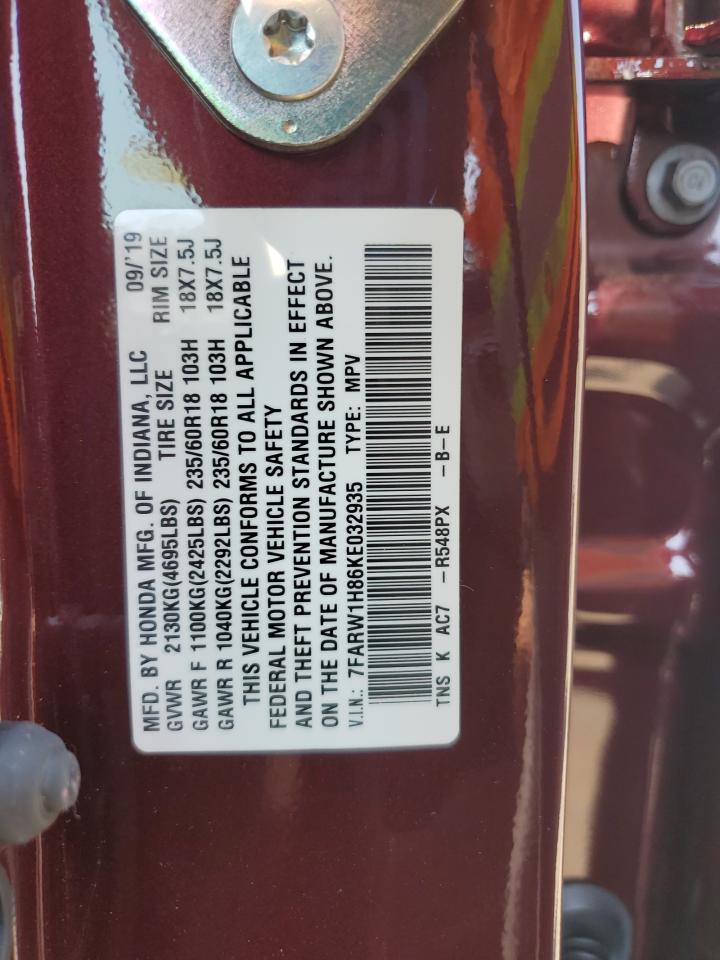 MFD. BY HONDA MFG. OF INDIANA, LLC 09/'19
GVWR 2130KG(4695LBS) TIRE SIZE RIM SIZE
GAWR F 1100KG(2425LBS) 235/60R18 103H 18X7.5J
GAWR R 1040KG(2292LBS) 235/60R18 103H 18X7.5J
THIS VEHICLE CONFORMS TO ALL APPLICABLE
FEDERAL MOTOR VEHICLE SAFETY
AND THEFT PREVENTION STANDARDS IN EFFECT
ON THE DATE OF MANUFACTURE SHOWN ABOVE.
V.I.N.: 7FARW1H86KE032935 TYPE: MPV
TNS K AC7 -R548PX -B-E